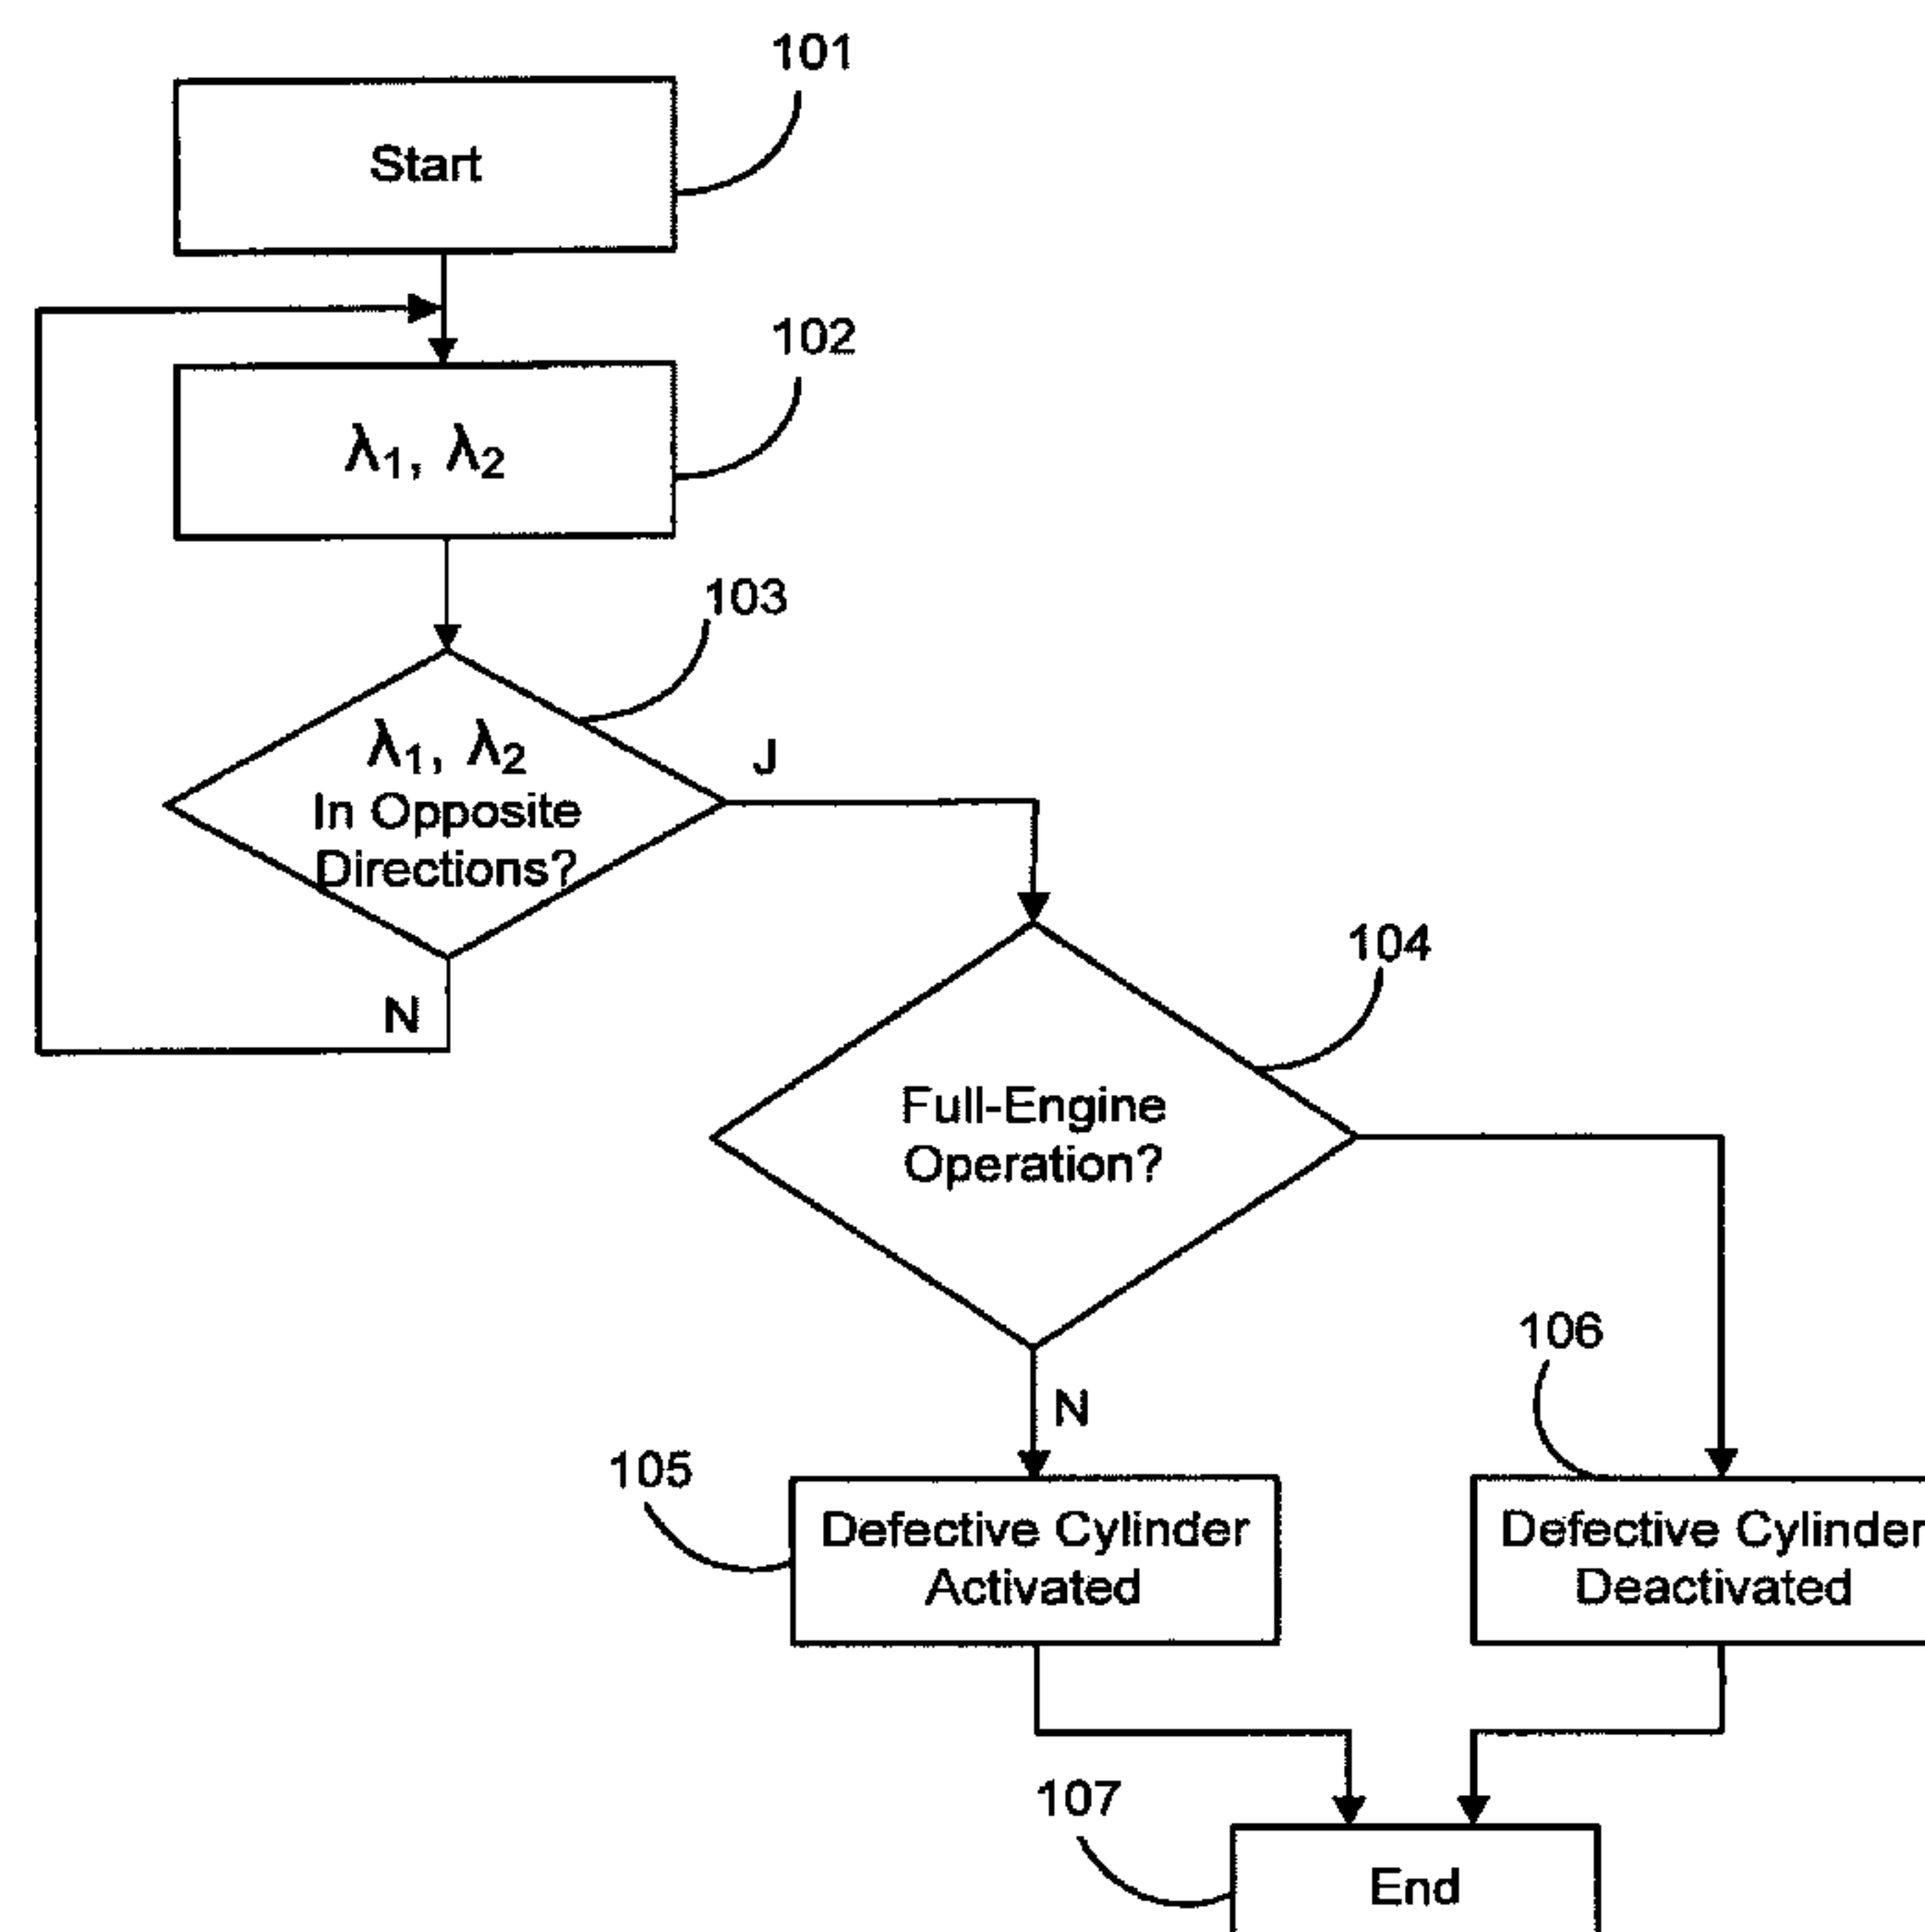 101
Start
102
λ1, λ2
103
λ1, λ2
In Opposite
Directions?
J
N
104
Full-Engine
Operation?
N
105
Defective Cylinder
Activated
106
Defective Cylinder
Deactivated
107
End